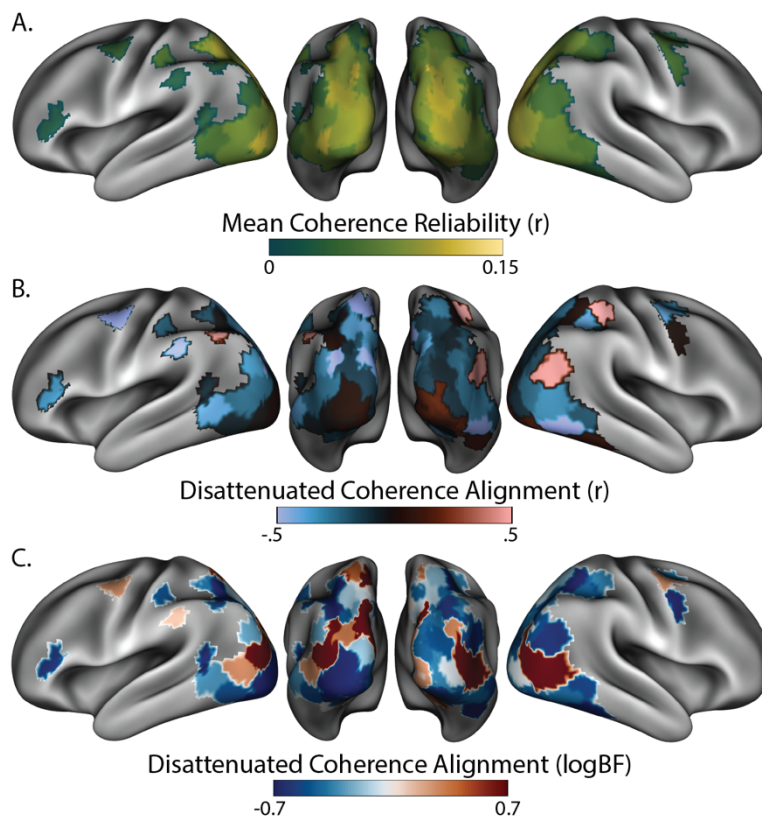 A.
Mean Coherence Reliability (r)
0 0.15
B.
Disattenuated Coherence Alignment (r)
-.5 .5
C.
Disattenuated Coherence Alignment (logBF)
-0.7 0.7